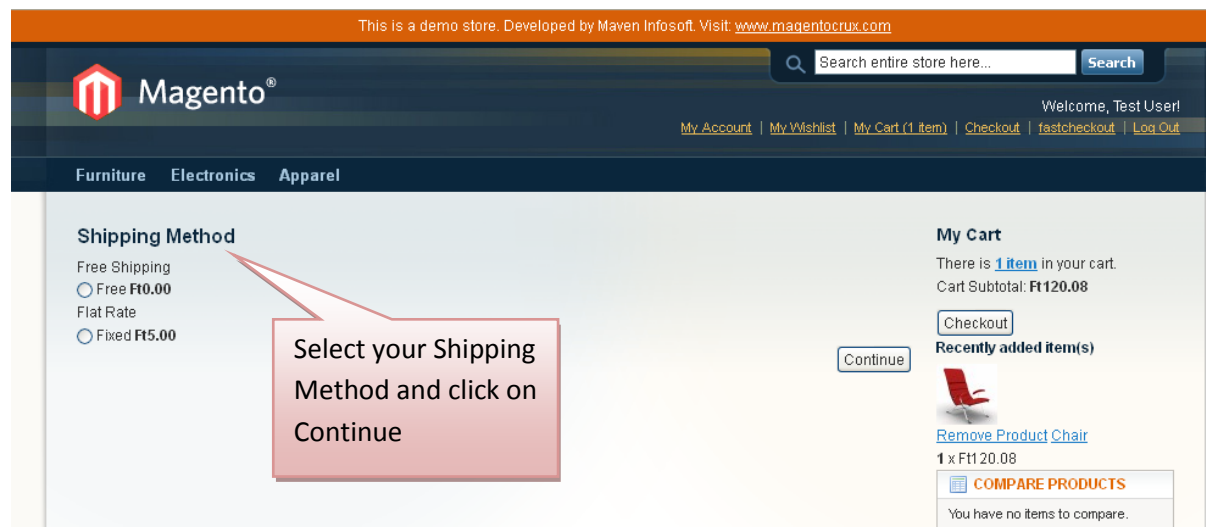 This is a demo store. Developed by Maven Infosoft. Visit: www.magentocrux.com
Search entire store here... Search
Magento®
Welcome, Test User!
My Account | My Wishlist | My Cart (1 item) | Checkout | fastcheckout | Log Out
Furniture Electronics Apparel
Shipping Method
Free Shipping
Free Ft0.00
Flat Rate
Fixed Ft5.00
Select your Shipping
Method and click on
Continue
Continue
My Cart
There is 1 item in your cart.
Cart Subtotal: Ft120.08
Checkout
Recently added item(s)
Remove Product Chair
1 x Ft120.08
COMPARE PRODUCTS
You have no items to compare.